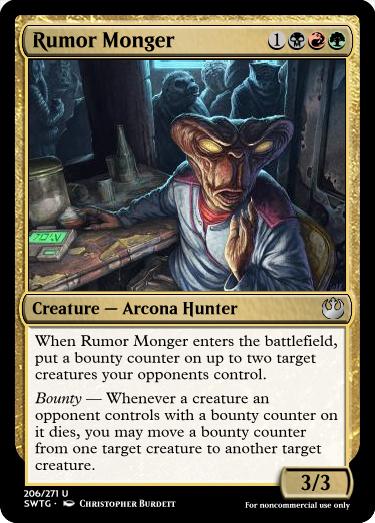 Rumor Monger 1
Creature — Arcona Hunter
When Rumor Monger enters the battlefield,
put a bounty counter on up to two target
creatures your opponents control.
Bounty — Whenever a creature an
opponent controls with a bounty counter on
it dies, you may move a bounty counter
from one target creature to another target
creature.
3/3
206/271 U
SWTG · Christopher Burdett
For noncommercial use only